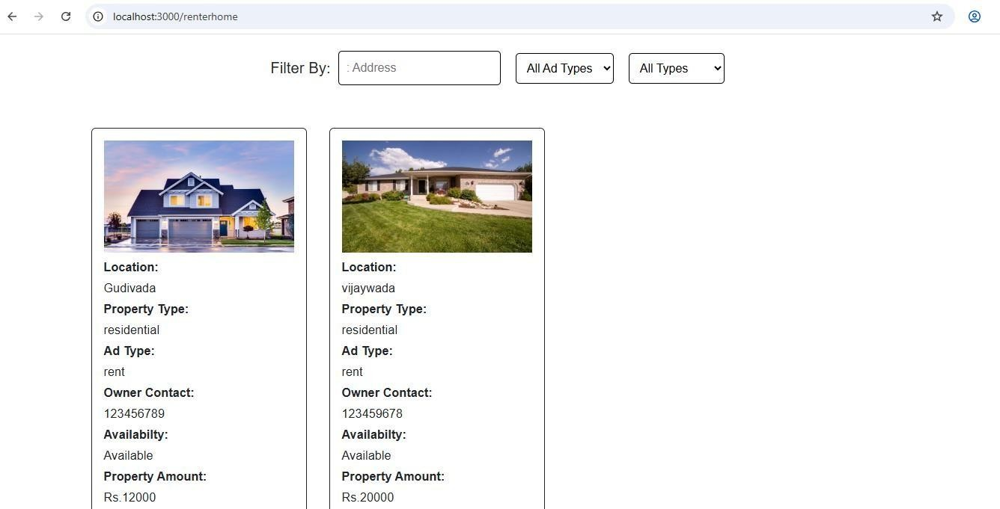 localhost:3000/renterhome
Filter By: : Address All Ad Types All Types
Location:
Gudivada
Property Type:
residential
Ad Type:
rent
Owner Contact:
123456789
Availabilty:
Available
Property Amount:
Rs.12000
Location:
vijaywada
Property Type:
residential
Ad Type:
rent
Owner Contact:
123459678
Availabilty:
Available
Property Amount:
Rs.20000